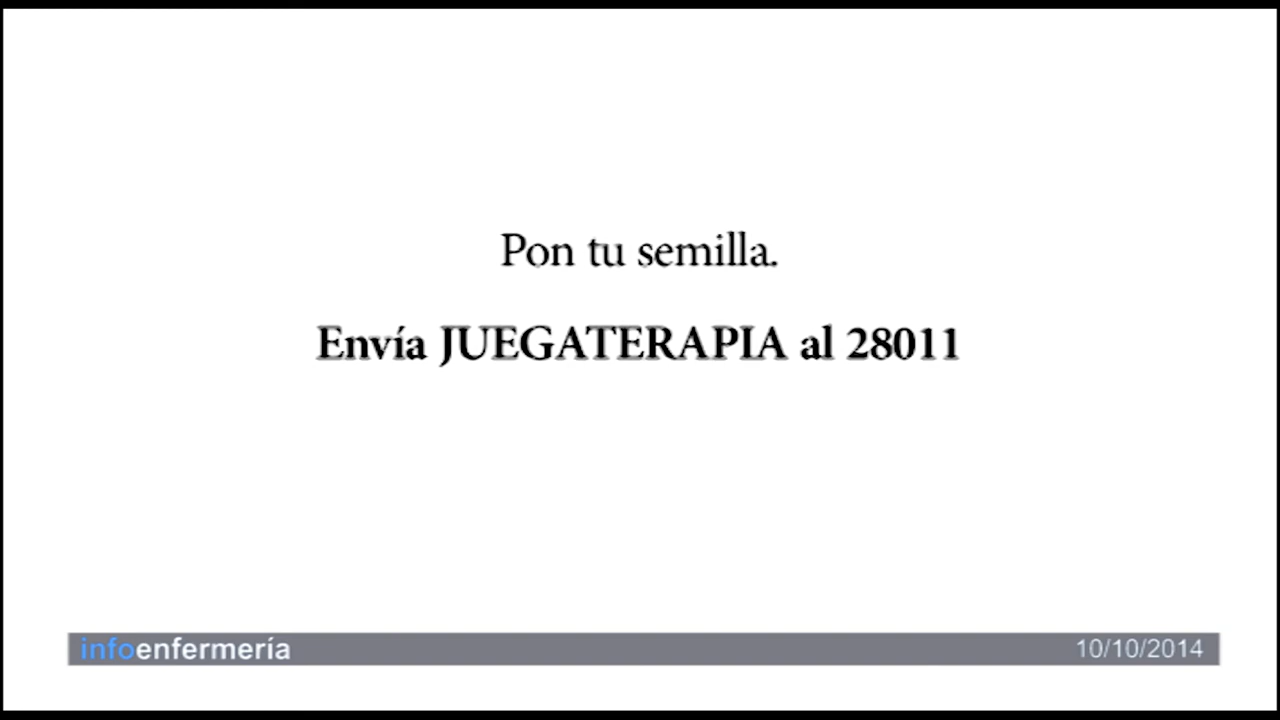 Pon tu semilla.
Envía JUEGATERAPIA al 28011
infoenfermería
10/10/2014